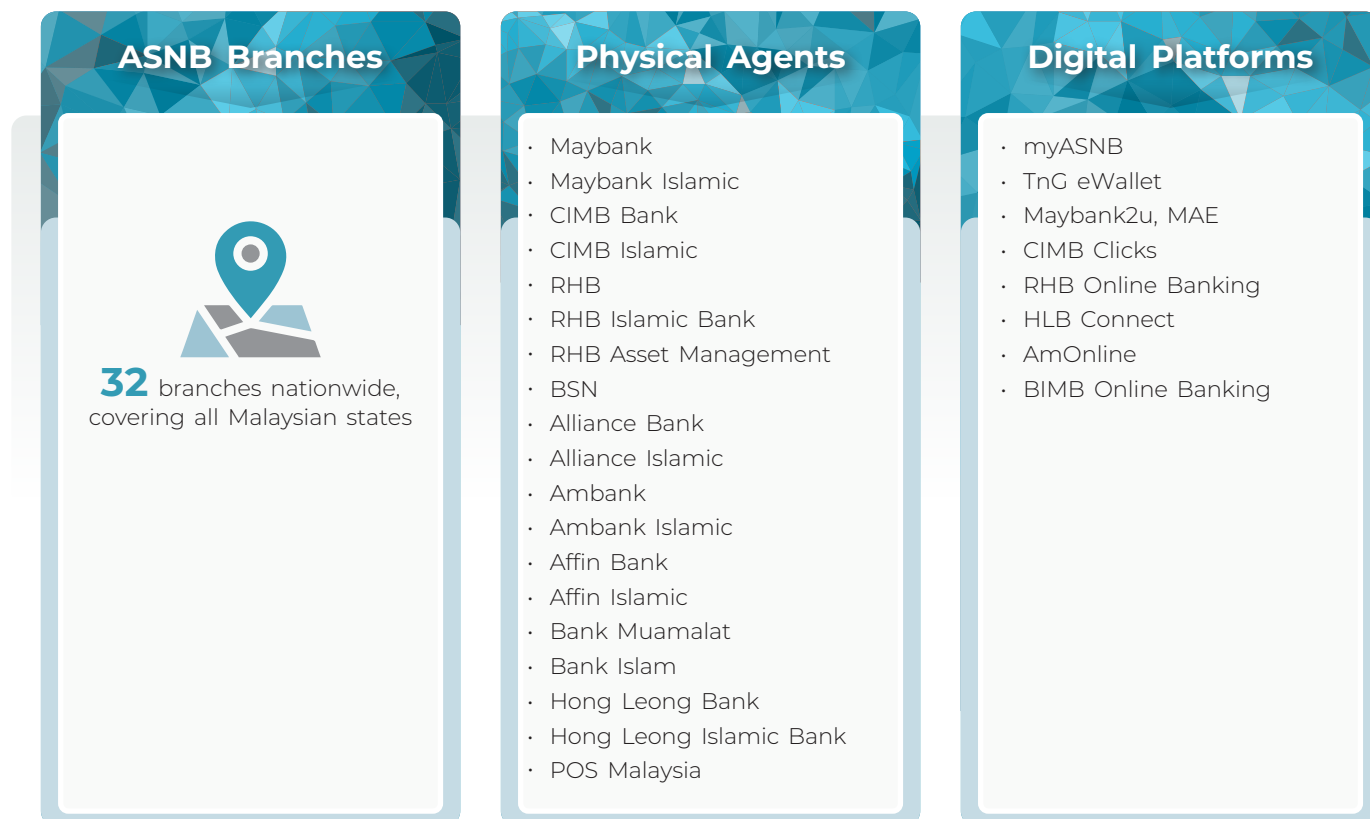 ASNB Branches
32 branches nationwide,
covering all Malaysian states
Physical Agents
· Maybank
· Maybank Islamic
· CIMB Bank
· CIMB Islamic
· RHB
· RHB Islamic Bank
· RHB Asset Management
· BSN
· Alliance Bank
· Alliance Islamic
· Ambank
· Ambank Islamic
· Affin Bank
· Affin Islamic
· Bank Muamalat
· Bank Islam
· Hong Leong Bank
· Hong Leong Islamic Bank
· POS Malaysia
Digital Platforms
· myASNB
· TnG eWallet
· Maybank2u, MAE
· CIMB Clicks
· RHB Online Banking
· HLB Connect
· AmOnline
· BIMB Online Banking